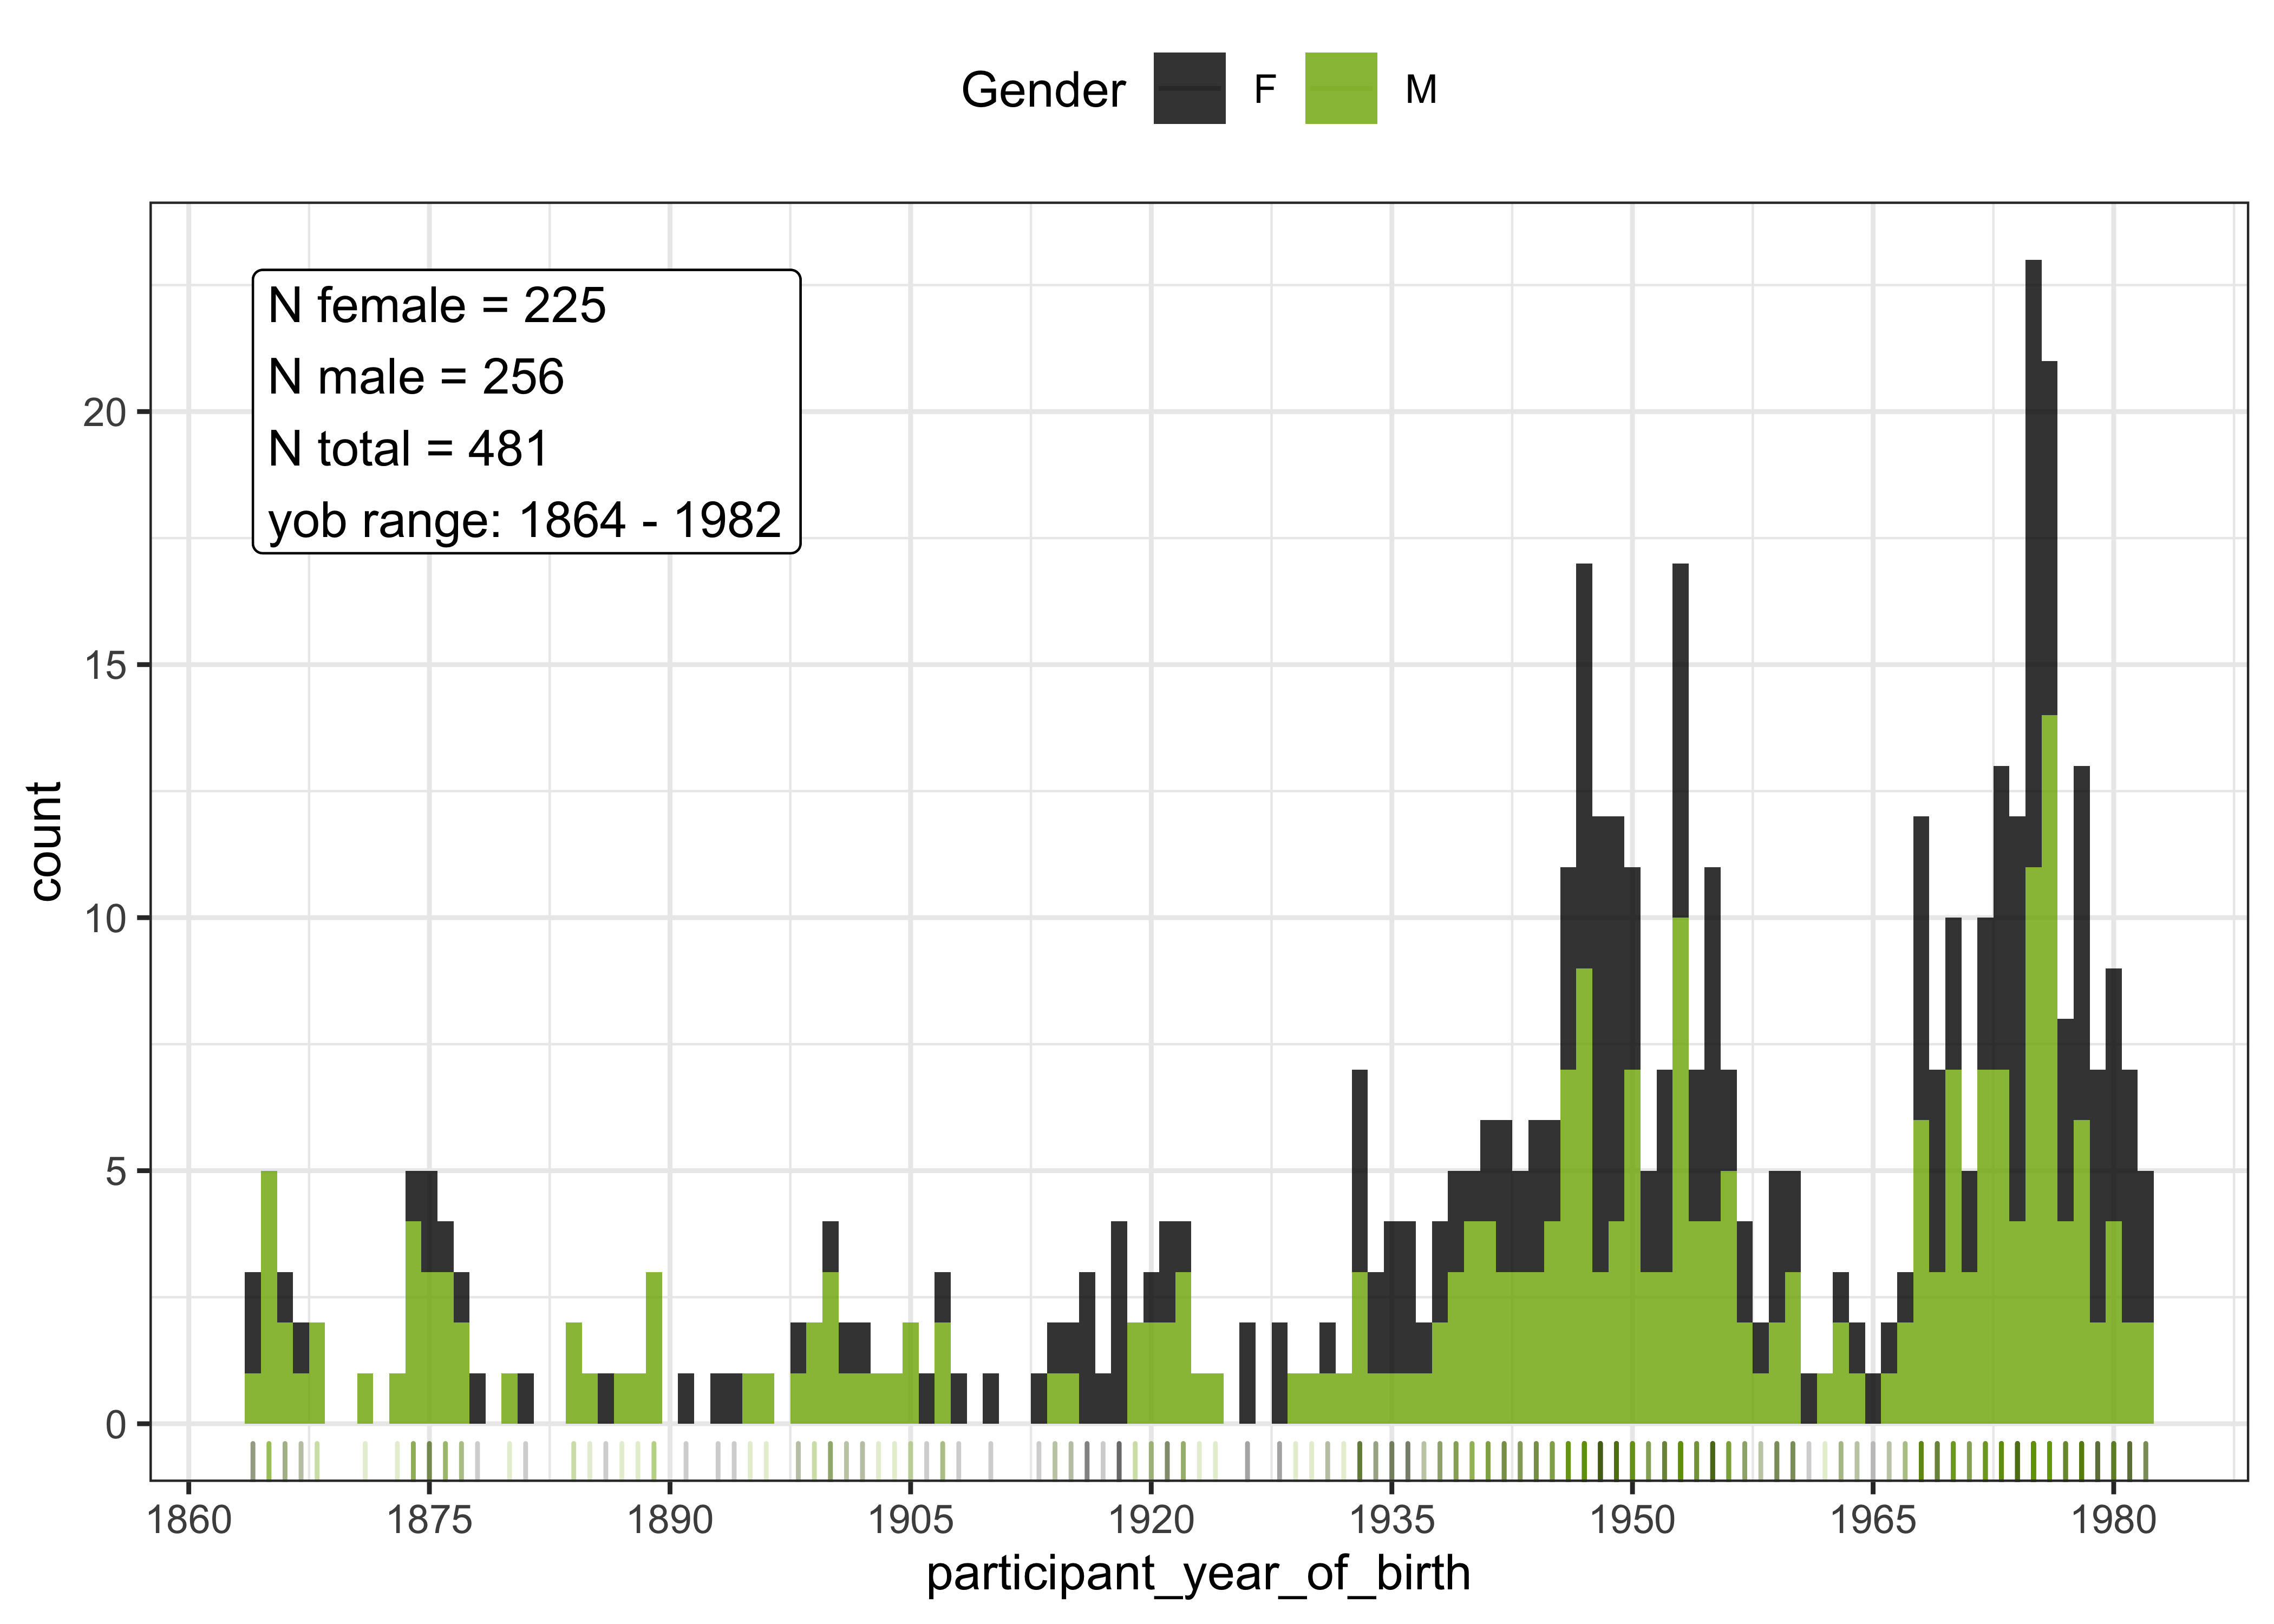 Gender F M
N female = 225
N male = 256
N total = 481
yob range: 1864 - 1982
20
15
10
5
0
count
1860 1875 1890 1905 1920 1935 1950 1965 1980
participant_year_of_birth